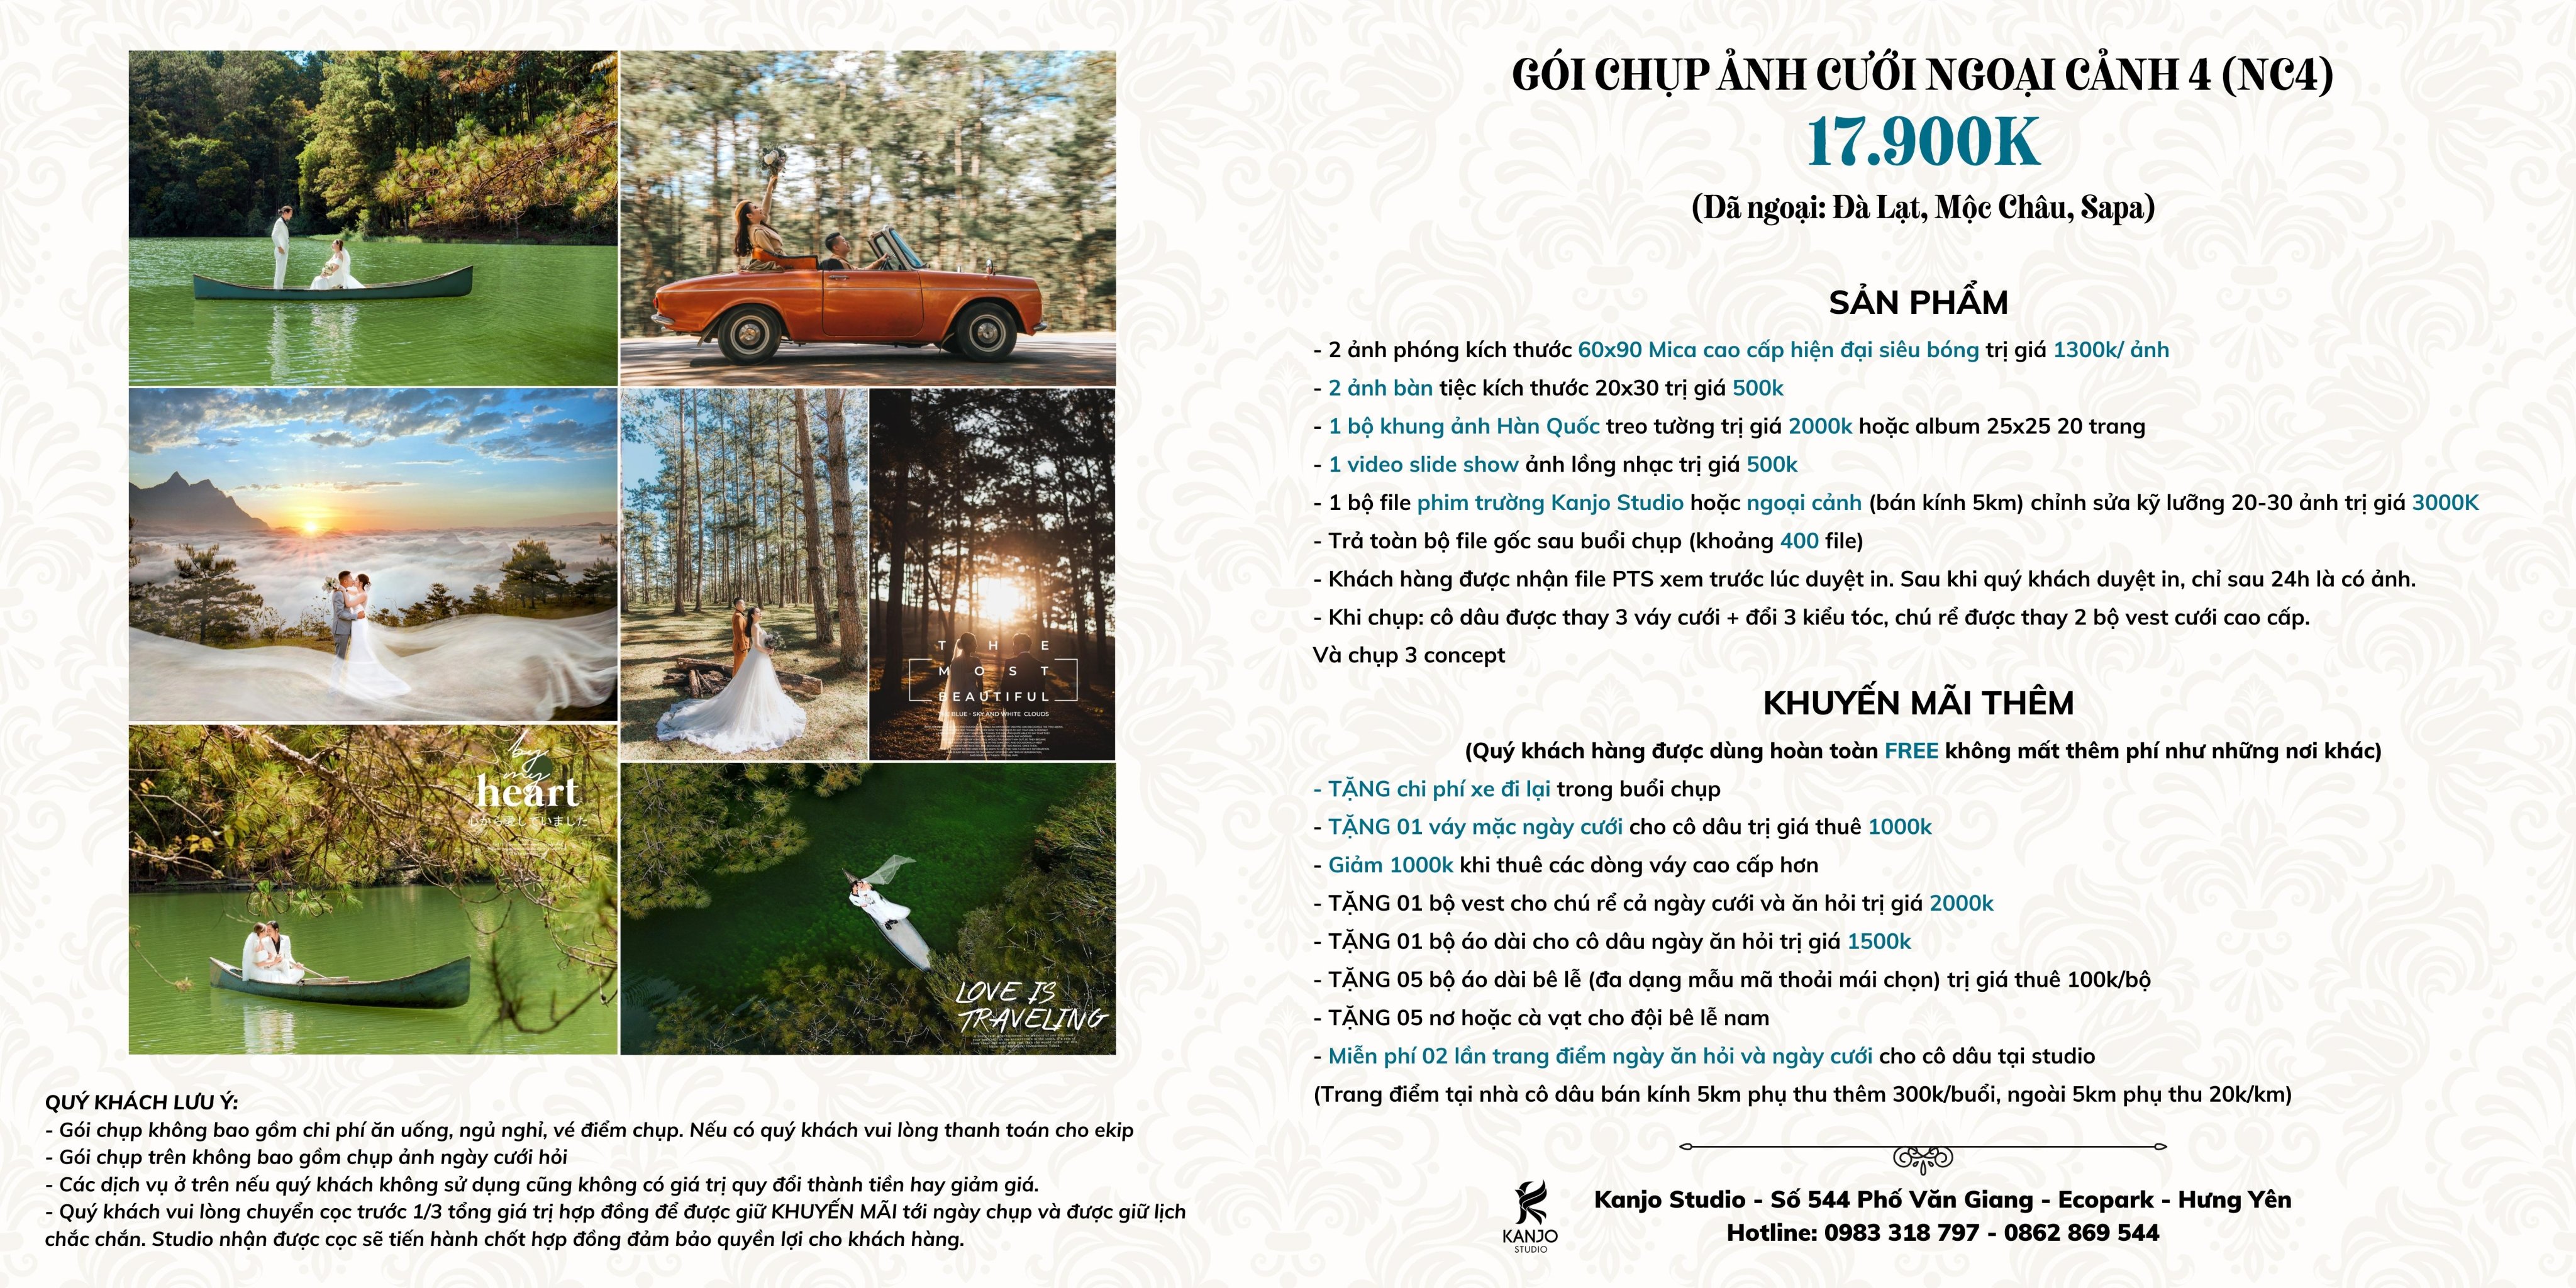 THE
MOST
BEAUTIFUL
BLUE - SKY AND WHITE CLOUDS
by
my
heart
心から愛していました
LOVE IS
TRAVELING
QUÝ KHÁCH LƯU Ý:
- Gói chụp không bao gồm chi phí ăn uống, ngủ nghỉ, vé điểm chụp. Nếu có quý khách vui lòng thanh toán cho ekip
- Gói chụp trên không bao gồm chụp ảnh ngày cưới hỏi
- Các dịch vụ ở trên nếu quý khách không sử dụng cũng không có giá trị quy đổi thành tiền hay giảm giá.
- Quý khách vui lòng chuyển cọc trước 1/3 tổng giá trị hợp đồng để được giữ KHUYẾN MÃI tới ngày chụp và được giữ lịch
chắc chắn. Studio nhận được cọc sẽ tiến hành chốt hợp đồng đảm bảo quyền lợi cho khách hàng.
GÓI CHỤP ẢNH CƯỚI NGOẠI CẢNH 4 (NC4)
17.900K
(Dã ngoại: Đà Lạt, Mộc Châu, Sapa)
SẢN PHẨM
- 2 ảnh phóng kích thước 60x90 Mica cao cấp hiện đại siêu bóng trị giá 1300k/ ảnh
- 2 ảnh bàn tiệc kích thước 20x30 trị giá 500k
- 1 bộ khung ảnh Hàn Quốc treo tường trị giá 2000k hoặc album 25x25 20 trang
- 1 video slide show ảnh lồng nhạc trị giá 500k
- 1 bộ file phim trường Kanjo Studio hoặc ngoại cảnh (bán kính 5km) chỉnh sửa kỹ lưỡng 20-30 ảnh trị giá 3000K
- Trả toàn bộ file gốc sau buổi chụp (khoảng 400 file)
- Khách hàng được nhận file PTS xem trước lúc duyệt in. Sau khi quý khách duyệt in, chỉ sau 24h là có ảnh.
- Khi chụp: cô dâu được thay 3 váy cưới + đổi 3 kiểu tóc, chú rể được thay 2 bộ vest cưới cao cấp.
Và chụp 3 concept
KHUYẾN MÃI THÊM
(Quý khách hàng được dùng hoàn toàn FREE không mất thêm phí như những nơi khác)
- TẶNG chi phí xe đi lại trong buổi chụp
- TẶNG 01 váy mặc ngày cưới cho cô dâu trị giá thuê 1000k
- Giảm 1000k khi thuê các dòng váy cao cấp hơn
- TẶNG 01 bộ vest cho chú rể cả ngày cưới và ăn hỏi trị giá 2000k
- TẶNG 01 bộ áo dài cho cô dâu ngày ăn hỏi trị giá 1500k
- TẶNG 05 bộ áo dài bê lễ (đa dạng mẫu mã thoải mái chọn) trị giá thuê 100k/bộ
- TẶNG 05 nơ hoặc cà vạt cho đội bê lễ nam
- Miễn phí 02 lần trang điểm ngày ăn hỏi và ngày cưới cho cô dâu tại studio
(Trang điểm tại nhà cô dâu bán kính 5km phụ thu thêm 300k/buổi, ngoài 5km phụ thu 20k/km)
KANJO
STUDIO
Kanjo Studio - Số 544 Phố Văn Giang - Ecopark - Hưng Yên
Hotline: 0983 318 797 - 0862 869 544